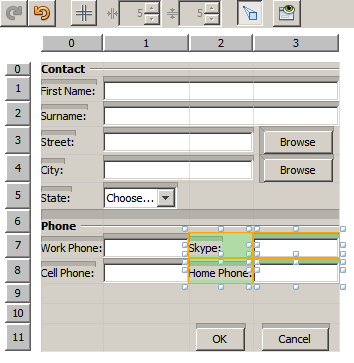 5 5
0 1 2 3
0 Contact
1 First Name:
2 Surname:
3 Street: Browse
4 City: Browse
5 State: Choose...
6 Phone
7 Work Phone: Skype:
8 Cell Phone: Home Phone:
9
10
11 OK Cancel